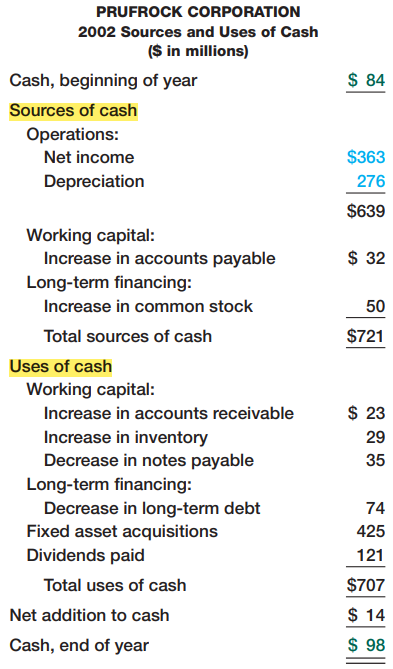 PRUFROCK CORPORATION
2002 Sources and Uses of Cash
($ in millions)
Cash, beginning of year $ 84
Sources of cash
Operations:
Net income $363
Depreciation 276
$639
Working capital:
Increase in accounts payable $ 32
Long-term financing:
Increase in common stock 50
Total sources of cash $721
Uses of cash
Working capital:
Increase in accounts receivable $ 23
Increase in inventory 29
Decrease in notes payable 35
Long-term financing:
Decrease in long-term debt 74
Fixed asset acquisitions 425
Dividends paid 121
Total uses of cash $707
Net addition to cash $ 14
Cash, end of year $ 98